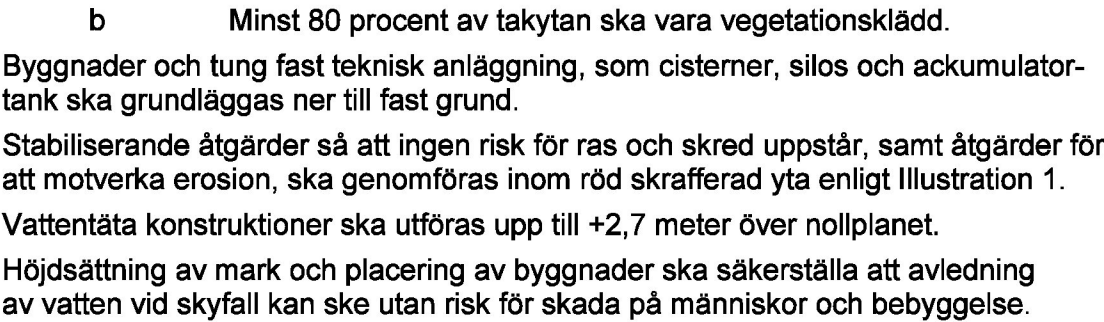 b Minst 80 procent av takytan ska vara vegetationsklädd.
Byggnader och tung fast teknisk anläggning, som cisterner, silos och ackumulator-
tank ska grundläggas ner till fast grund.
Stabiliserande åtgärder så att ingen risk för ras och skred uppstår, samt åtgärder för
att motverka erosion, ska genomföras inom röd skrafferad yta enligt Illustration 1.
Vattentäta konstruktioner ska utföras upp till +2,7 meter över nollplanet.
Höjdsättning av mark och placering av byggnader ska säkerställa att avledning
av vatten vid skyfall kan ske utan risk för skada på människor och bebyggelse.